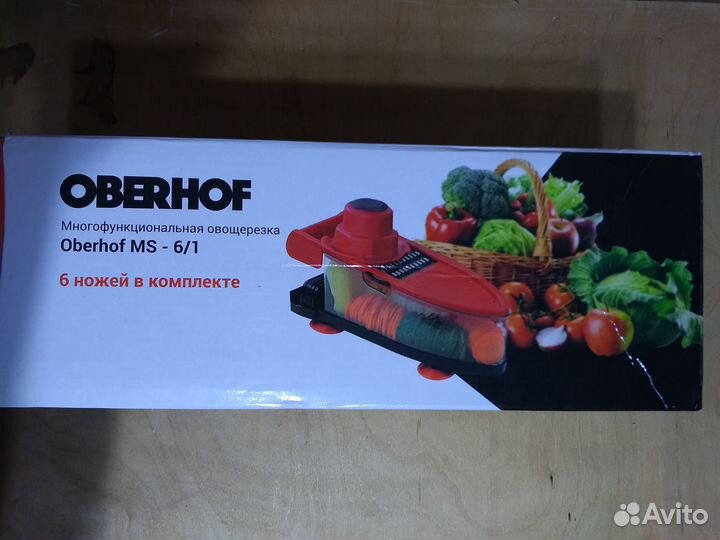 OBERHOF
Многофункциональная овощерезка
Oberhof MS - 6/1
6 ножей в комплекте
Avito